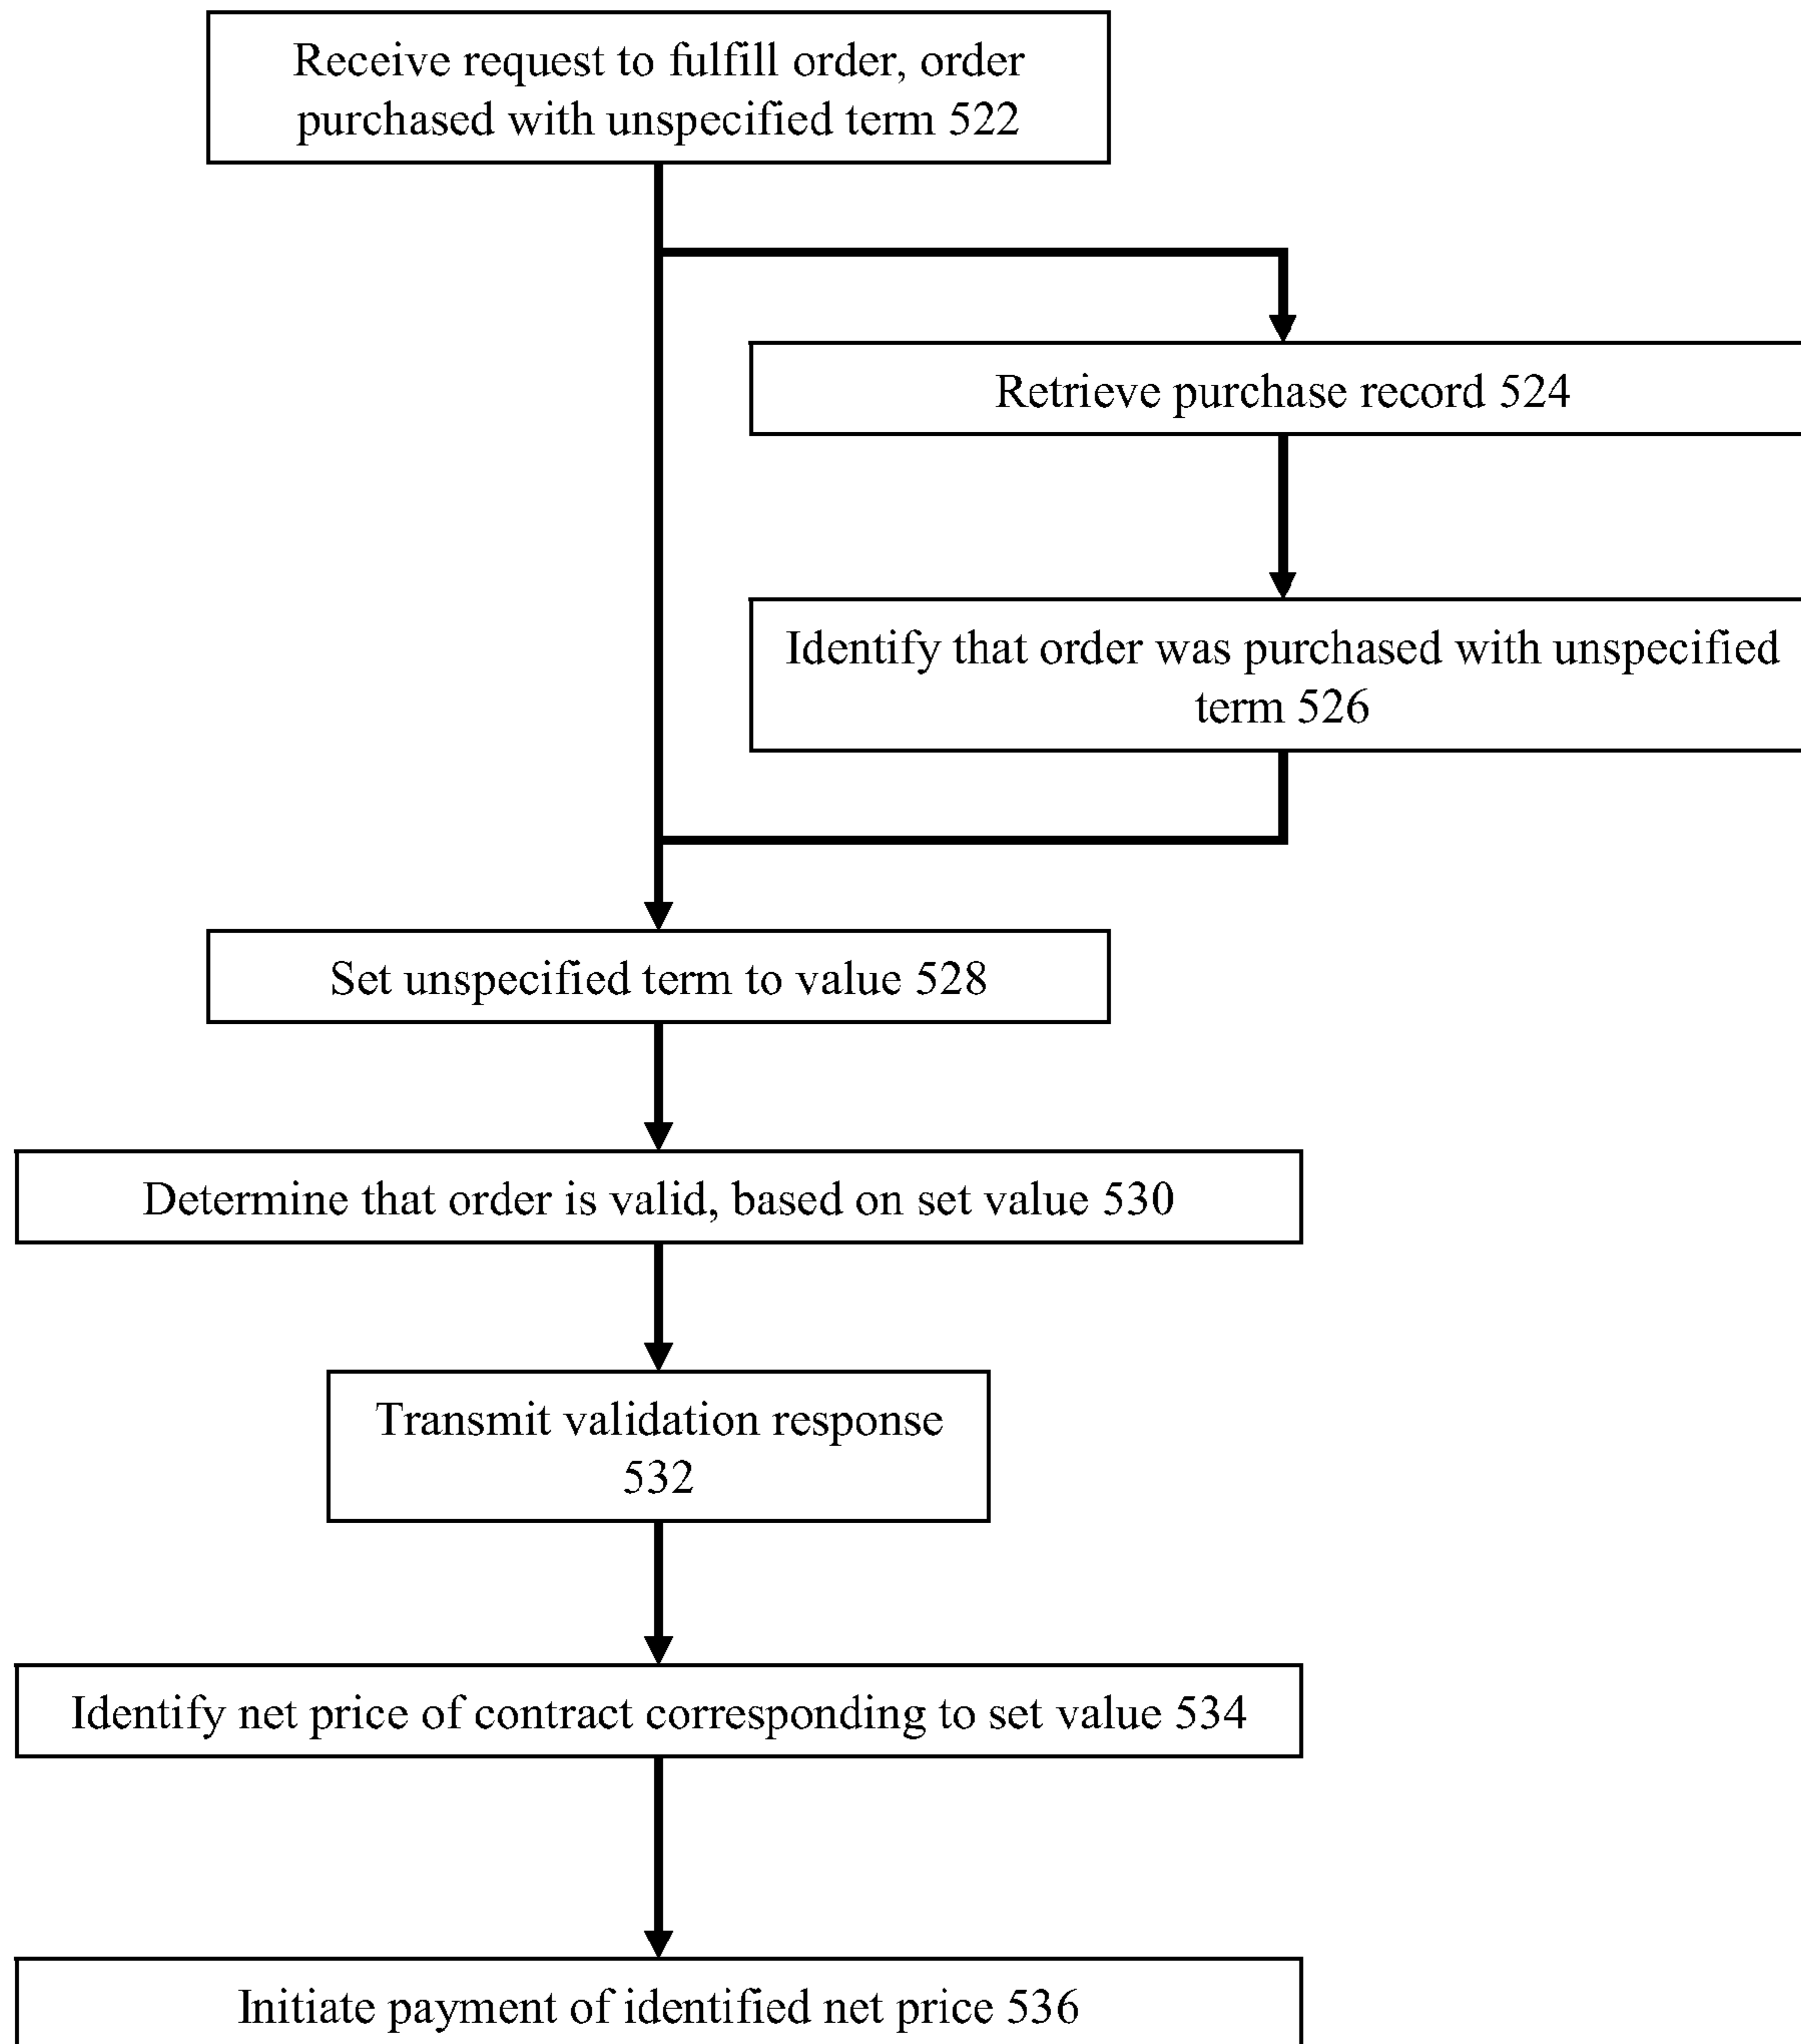 Receive request to fulfill order, order
purchased with unspecified term 522
Retrieve purchase record 524
Identify that order was purchased with unspecified
term 526
Set unspecified term to value 528
Determine that order is valid, based on set value 530
Transmit validation response
532
Identify net price of contract corresponding to set value 534
Initiate payment of identified net price 536